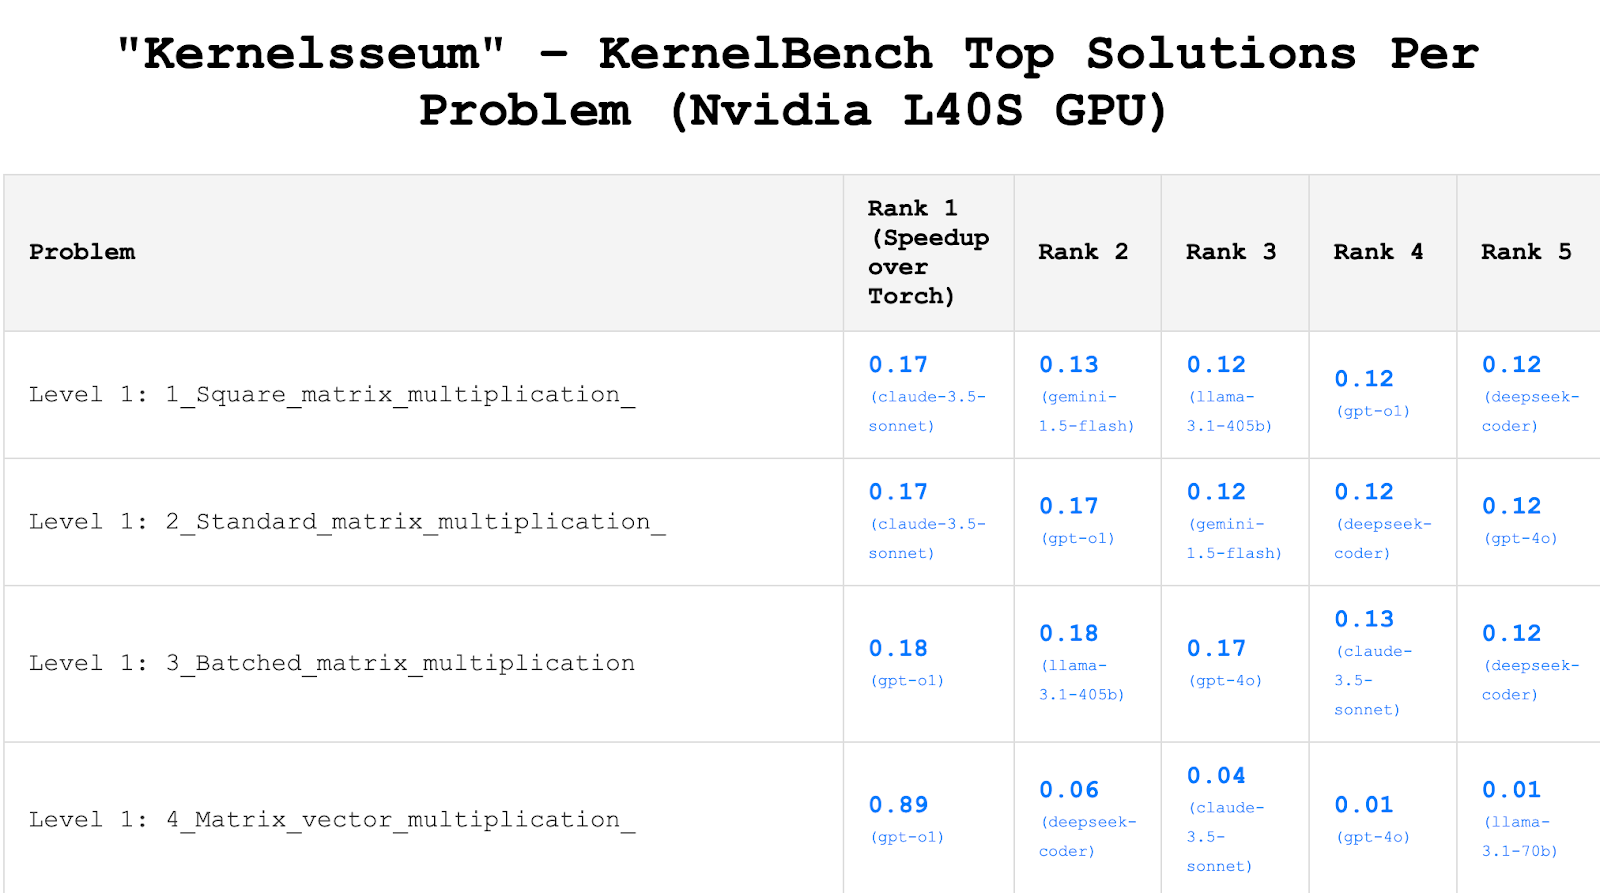 "Kernelsseum" – KernelBench Top Solutions Per
Problem (Nvidia L40S GPU)
Problem
Rank 1
(Speedup
over
Torch)
Rank 2
Rank 3
Rank 4
Rank 5
Level 1: 1_Square_matrix_multiplication_
0.17
(claude-3.5-
sonnet)
0.13
(gemini-
1.5-flash)
0.12
(llama-
3.1-405b)
0.12
(gpt-o1)
0.12
(deepseek-
coder)
Level 1: 2_Standard_matrix_multiplication_
0.17
(claude-3.5-
sonnet)
0.17
(gpt-o1)
0.12
(gemini-
1.5-flash)
0.12
(deepseek-
coder)
0.12
(gpt-4o)
Level 1: 3_Batched_matrix_multiplication
0.18
(gpt-o1)
0.18
(llama-
3.1-405b)
0.17
(gpt-4o)
0.13
(claude-
3.5-
sonnet)
0.12
(deepseek-
coder)
Level 1: 4_Matrix_vector_multiplication_
0.89
(gpt-o1)
0.06
(deepseek-
coder)
0.04
(claude-
3.5-
sonnet)
0.01
(gpt-4o)
0.01
(llama-
3.1-70b)